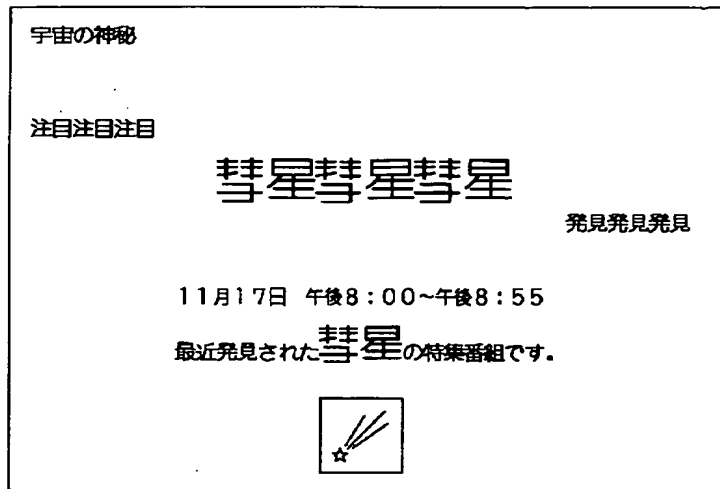 宇宙の神秘
注目注目注目
彗星彗星彗星
発見発見発見
11月17日 午後8:00~午後8:55
最近発見された彗星の特集番組です。